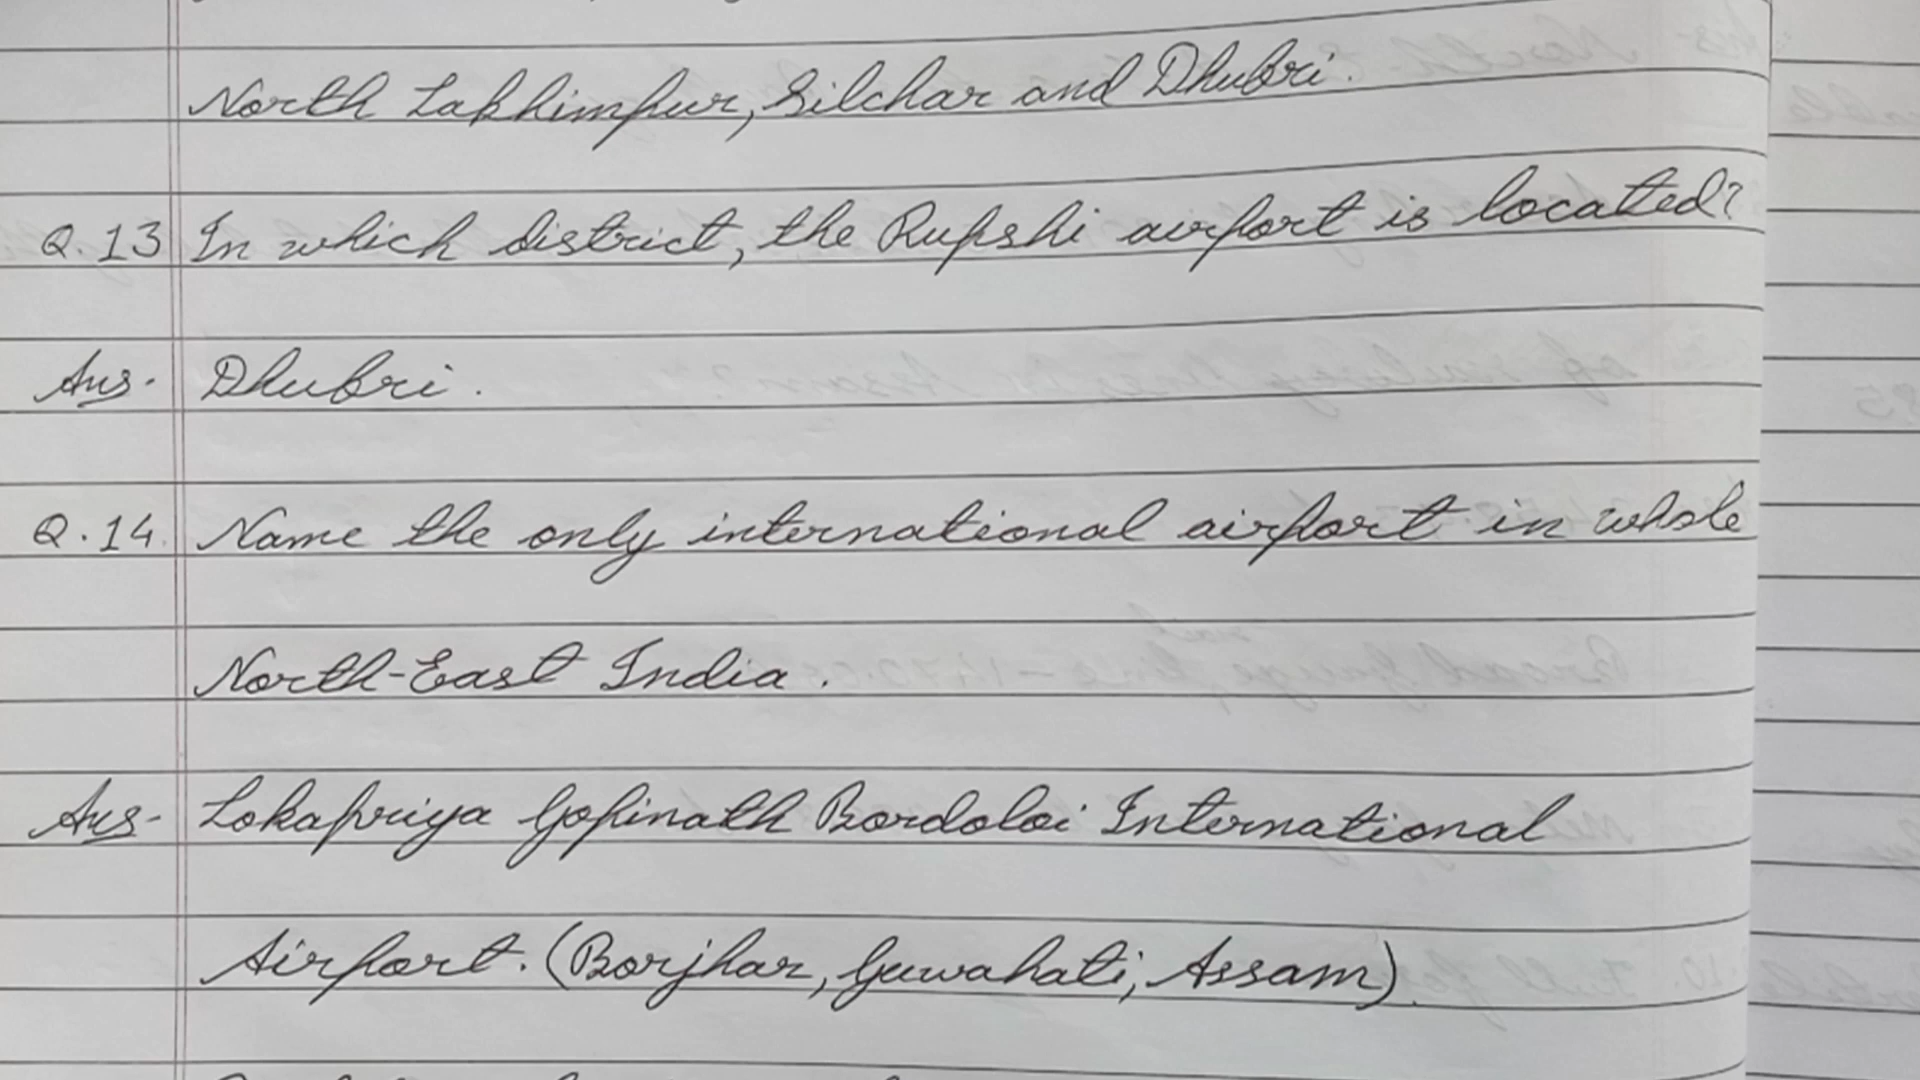 North Lakhimpur, Silchar and Dhubri.
Q.13 In which district, the Rupshi airport is located?
Ans. Dhubri.
Q.14. Name the only international airport in whole
North-East India.
Ans- Lokapriya Gopinath Bordoloi International
Airport. (Borjhar, Guwahati, Assam).